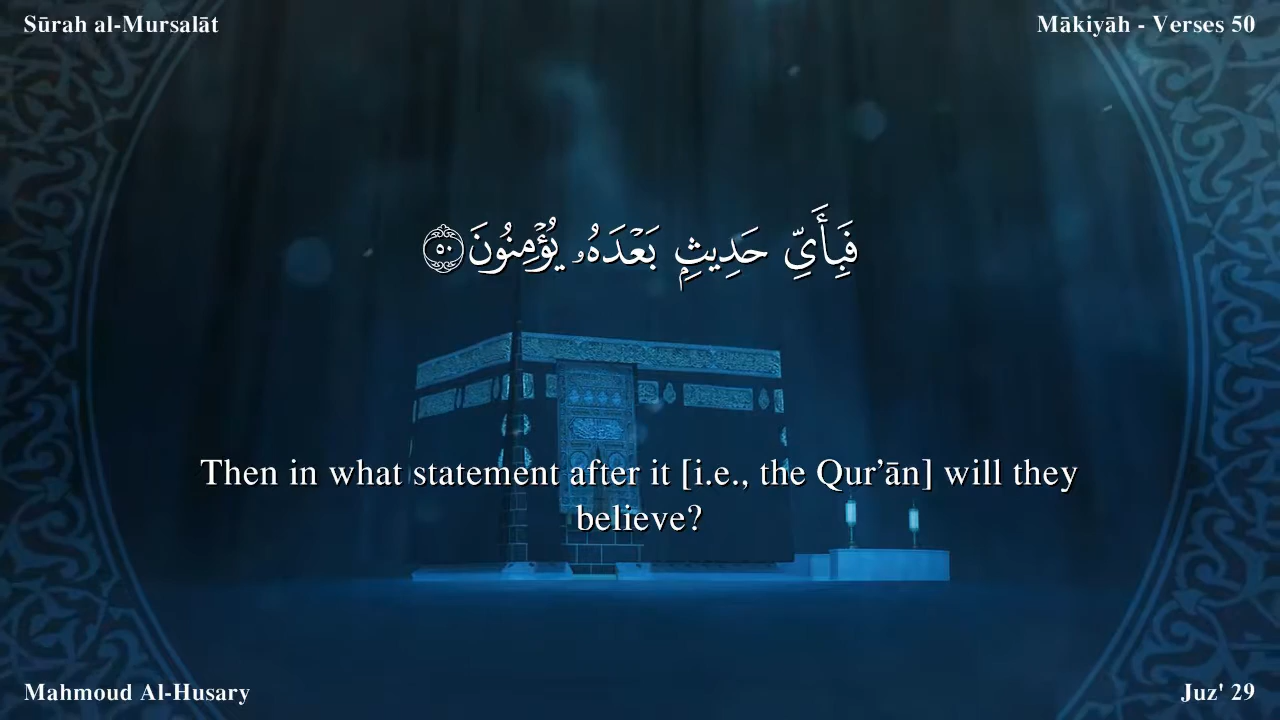 Sūrah al-Mursalāt
Mākiyāh - Verses 50
فَبِأَيِّ حَدِيثٍۭ بَعۡدَهُۥ يُؤۡمِنُونَ ٥٠
Then in what statement after it [i.e., the Qur’ān] will they
believe?
Mahmoud Al-Husary
Juz' 29